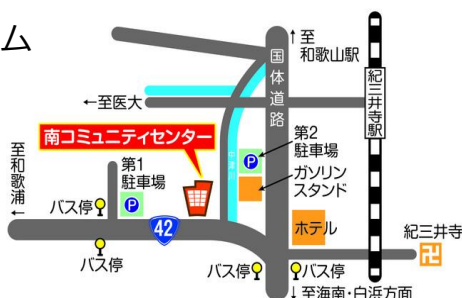 ム
↑至
和歌山駅
国体道路
紀三井寺駅
←至医大
南コミュニティセンター
第2
駐車場
P
ガソリン
スタンド
第1
駐車場
P
至和歌浦
←
バス停
42
ホテル
紀三井寺
卍
バス停
バス停
バス停
↓至海南・白浜方面